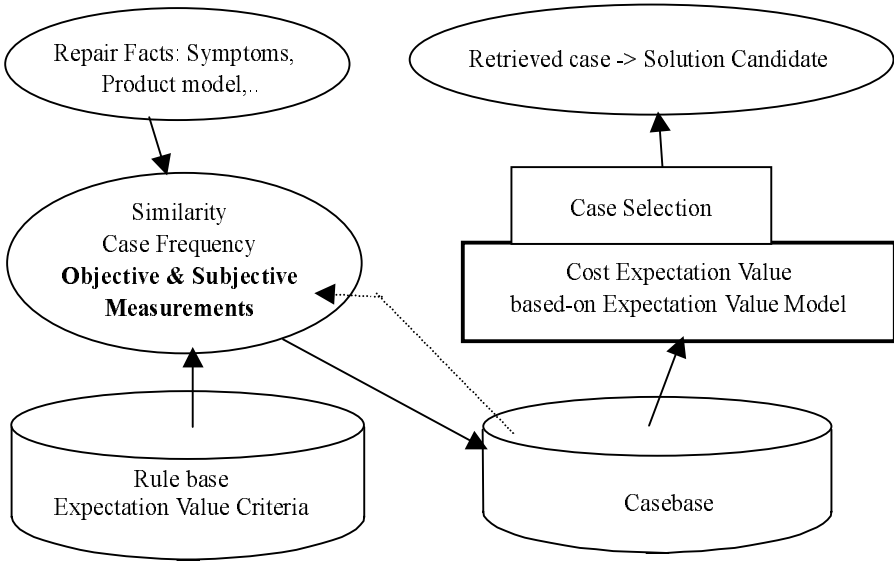 Repair Facts: Symptoms,
Product model,..
Retrieved case -> Solution Candidate
Similarity
Case Frequency
Objective & Subjective
Measurements
Case Selection
Cost Expectation Value
based-on Expectation Value Model
Rule base
Expectation Value Criteria
Casebase